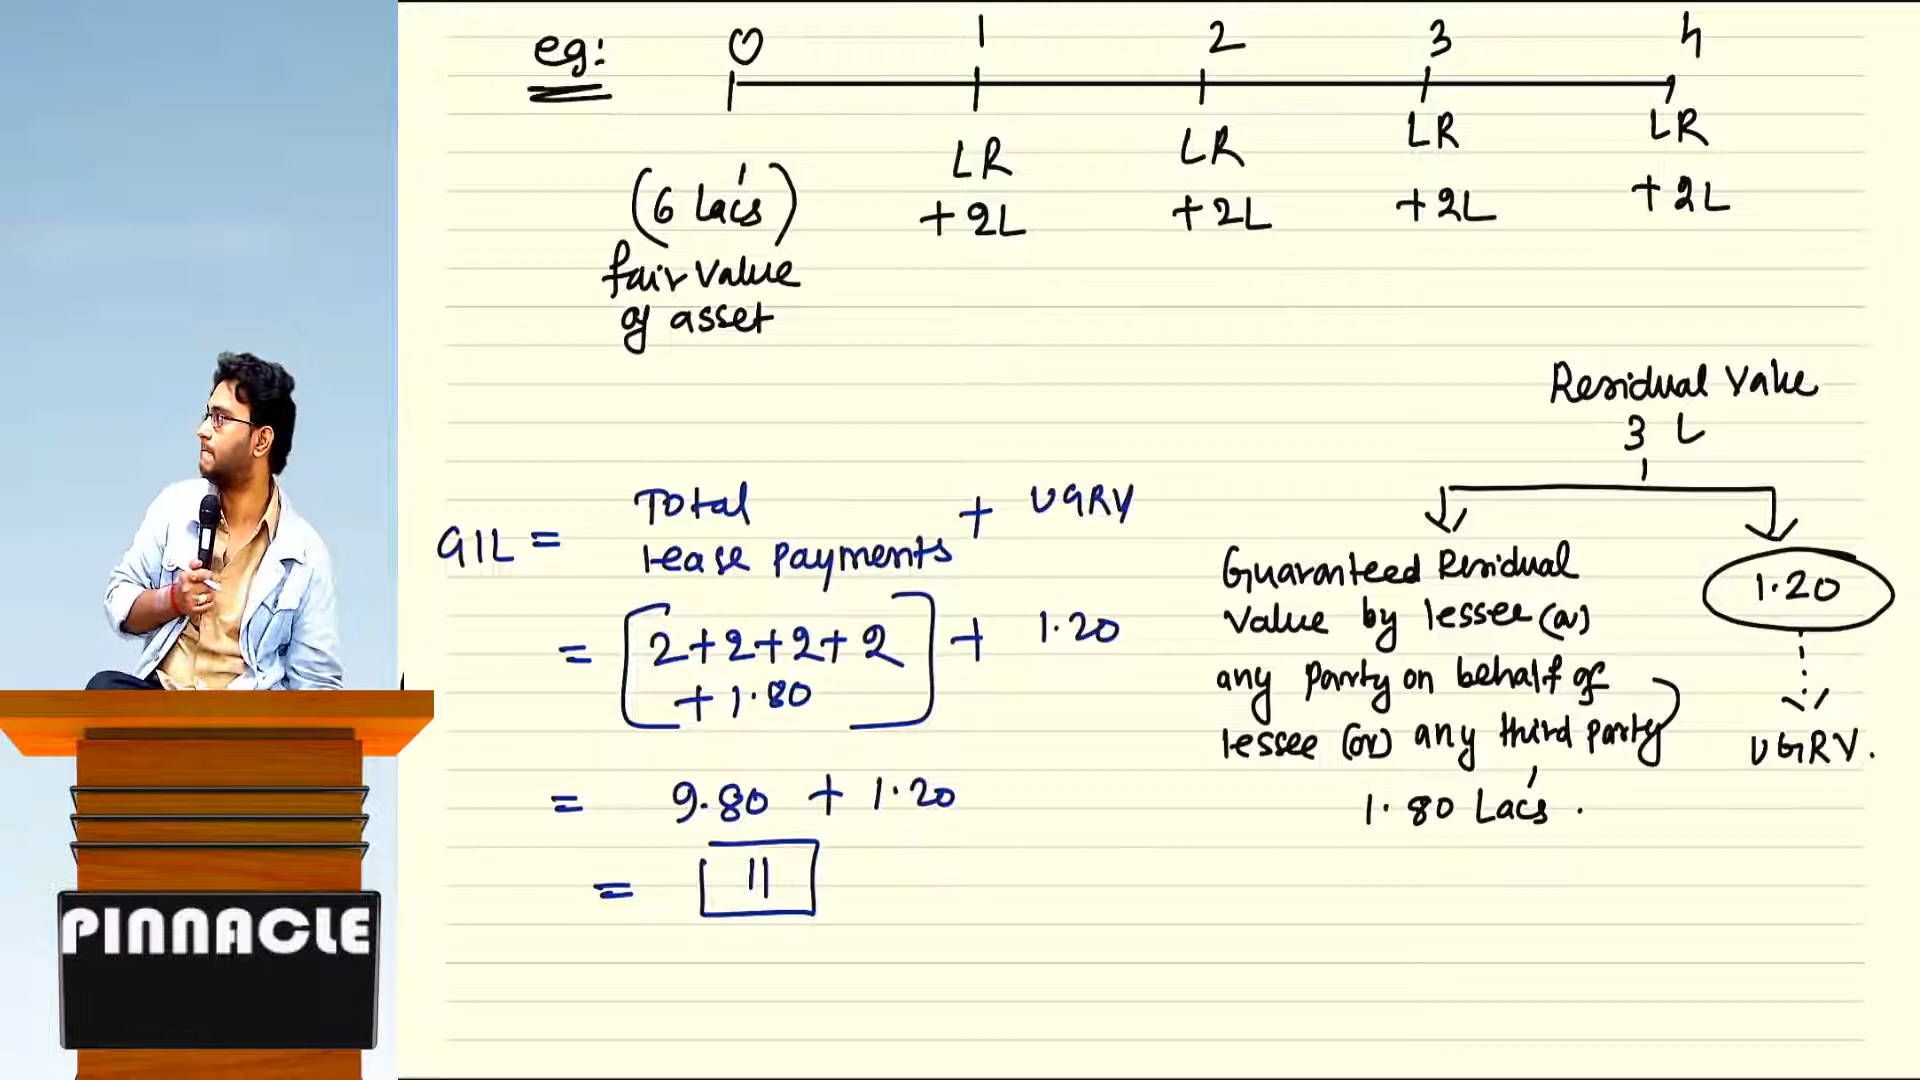 eg:
0 1 2 3 4
LR LR LR LR
(6 Lacs) +2L +2L +2L +2L
fair value
of asset
Residual Value
3 L
GIL = Total lease payments + UGRV
= [2+2+2+2 + 1.80] + 1.20
= 9.80 + 1.20
= 11
Guaranteed Residual
Value by lessee (or)
any party on behalf of
lessee (or) any third party
1.80 Lacs.
1.20
UGRV.
PINNACLE